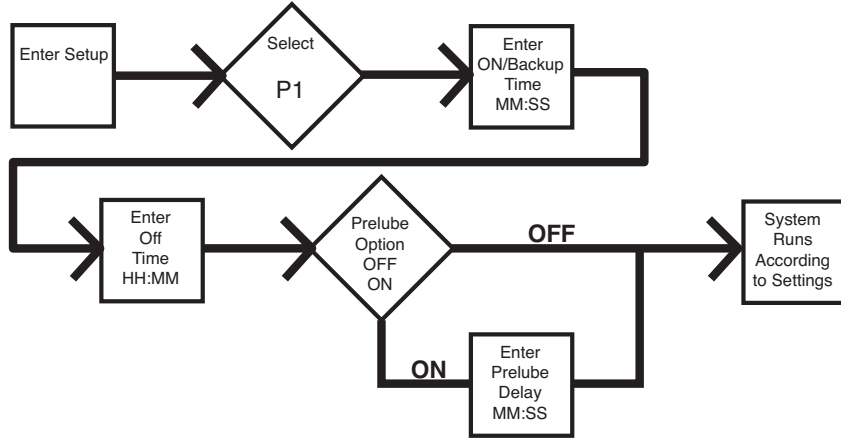 Enter Setup
Select
P1
Enter
ON/Backup
Time
MM:SS
Enter
Off
Time
HH:MM
Prelube
Option
OFF
ON
OFF
System
Runs
According
to Settings
ON
Enter
Prelube
Delay
MM:SS